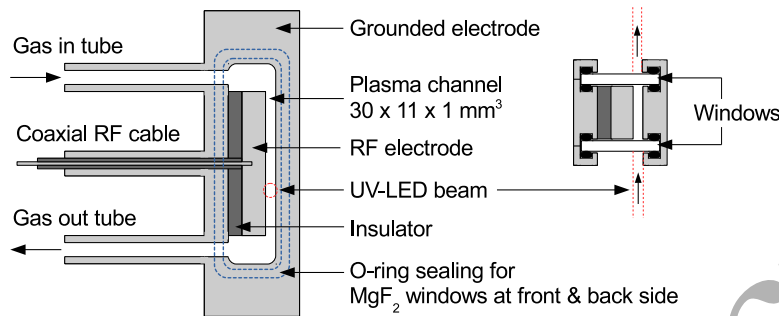 Gas in tube
Coaxial RF cable
Gas out tube
Grounded electrode
Plasma channel
30 x 11 x 1 mm³
RF electrode
UV-LED beam
Insulator
O-ring sealing for
MgF₂ windows at front & back side
Windows